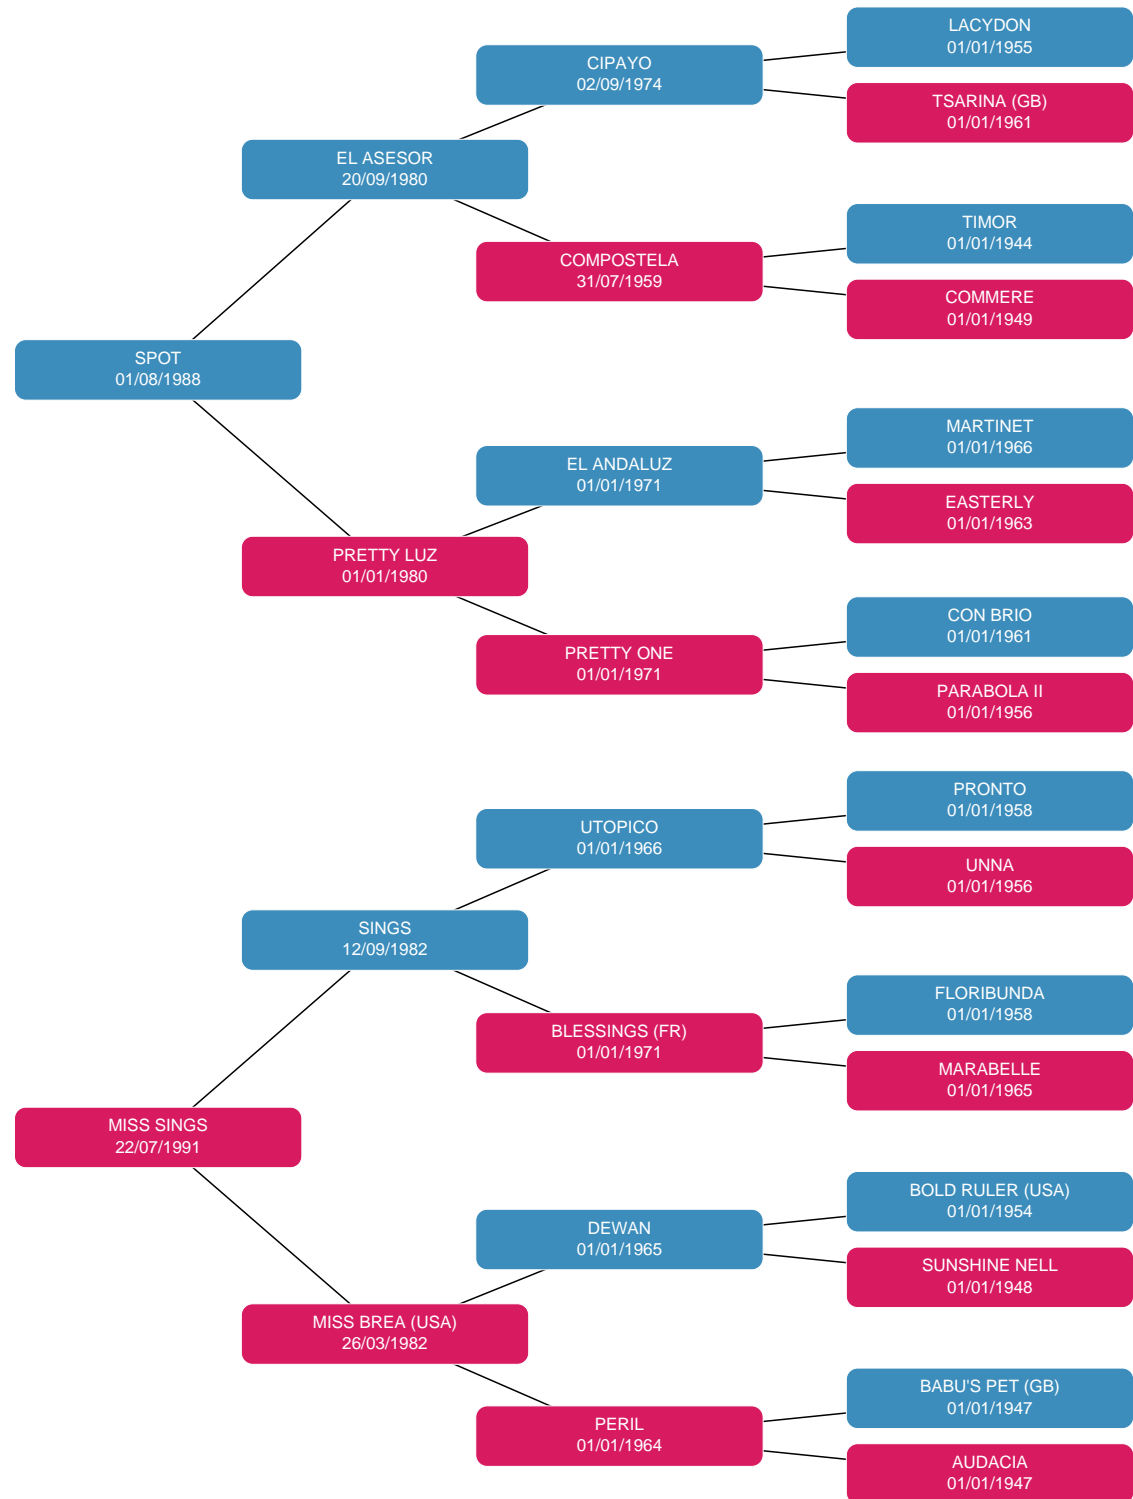 LACYDON
01/01/1955
CIPAYO
02/09/1974
TSARINA (GB)
01/01/1961
EL ASESOR
20/09/1980
TIMOR
01/01/1944
COMPOSTELA
31/07/1959
COMMERE
01/01/1949
SPOT
01/08/1988
MARTINET
01/01/1966
EL ANDALUZ
01/01/1971
EASTERLY
01/01/1963
PRETTY LUZ
01/01/1980
CON BRIO
01/01/1961
PRETTY ONE
01/01/1971
PARABOLA II
01/01/1956
PRONTO
01/01/1958
UTOPICO
01/01/1966
UNNA
01/01/1956
SINGS
12/09/1982
FLORIBUNDA
01/01/1958
BLESSINGS (FR)
01/01/1971
MARABELLE
01/01/1965
MISS SINGS
22/07/1991
BOLD RULER (USA)
01/01/1954
DEWAN
01/01/1965
SUNSHINE NELL
01/01/1948
MISS BREA (USA)
26/03/1982
BABU'S PET (GB)
01/01/1947
PERIL
01/01/1964
AUDACIA
01/01/1947